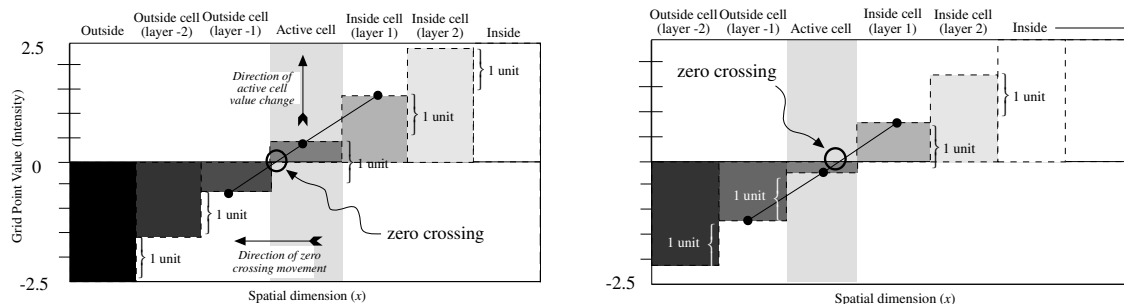 Outside
Outside cell
(layer -2)
Outside cell
(layer -1)
Active cell
Inside cell
(layer 1)
Inside cell
(layer 2)
Inside
2.5
0
-2.5
Grid Point Value (Intensity)
Direction of
active cell
value change
1 unit
1 unit
1 unit
1 unit
1 unit
zero crossing
Direction of zero
crossing movement
Spatial dimension (x)
Outside cell
(layer -2)
Outside cell
(layer -1)
Active cell
Inside cell
(layer 1)
Inside cell
(layer 2)
Inside
zero crossing
1 unit
1 unit
1 unit
1 unit
-2.5
Spatial dimension (x)